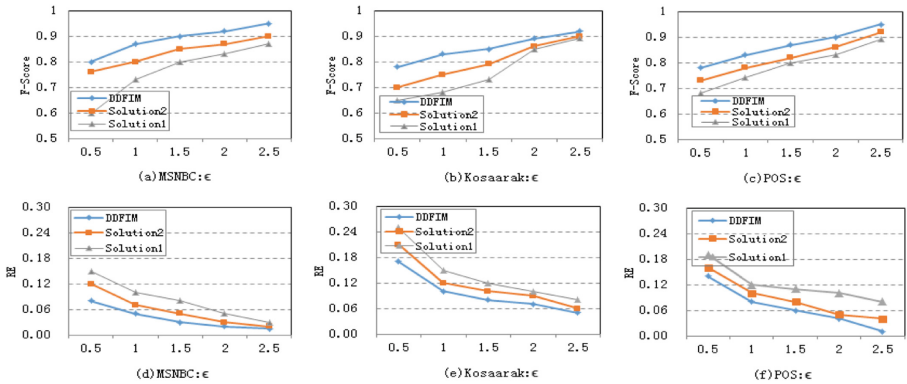 1
0.9
0.8
0.7
0.6
0.5
F-Score
DDFIM
Solution2
Solution1
0.5 1 1.5 2 2.5
(a)MSNBC:ϵ
1
0.9
0.8
0.7
0.6
0.5
F-Score
DDFIM
Solution2
Solution1
0.5 1 1.5 2 2.5
(b)Kosaarak:ϵ
1
0.9
0.8
0.7
0.6
0.5
F-Score
DDFIM
Solution2
Solution1
0.5 1 1.5 2 2.5
(c)POS:ϵ
0.30
0.24
0.18
0.12
0.06
0.00
RE
DDFIM
Solution2
Solution1
0.5 1 1.5 2 2.5
(d)MSNBC:ϵ
0.30
0.24
0.18
0.12
0.06
0.00
RE
DDFIM
Solution2
Solution1
0.5 1 1.5 2 2.5
(e)Kosaarak:ϵ
0.30
0.24
0.18
0.12
0.06
0.00
RE
DDFIM
Solution2
Solution1
0.5 1 1.5 2 2.5
(f)POS:ϵ